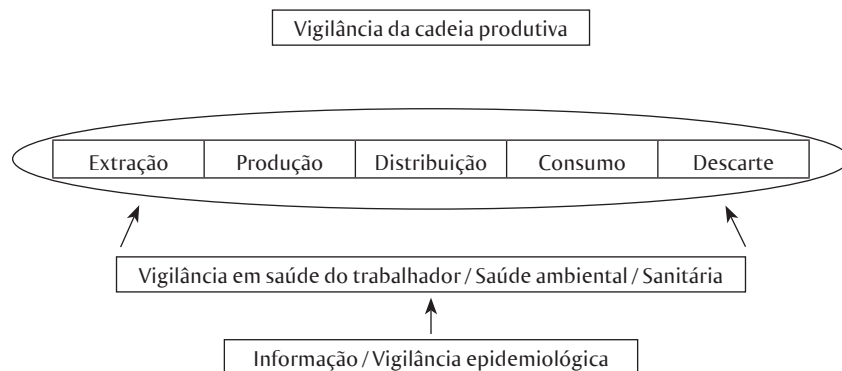 Vigilância da cadeia produtiva
Extração Produção Distribuição Consumo Descarte
Vigilância em saúde do trabalhador / Saúde ambiental / Sanitária
Informação / Vigilância epidemiológica